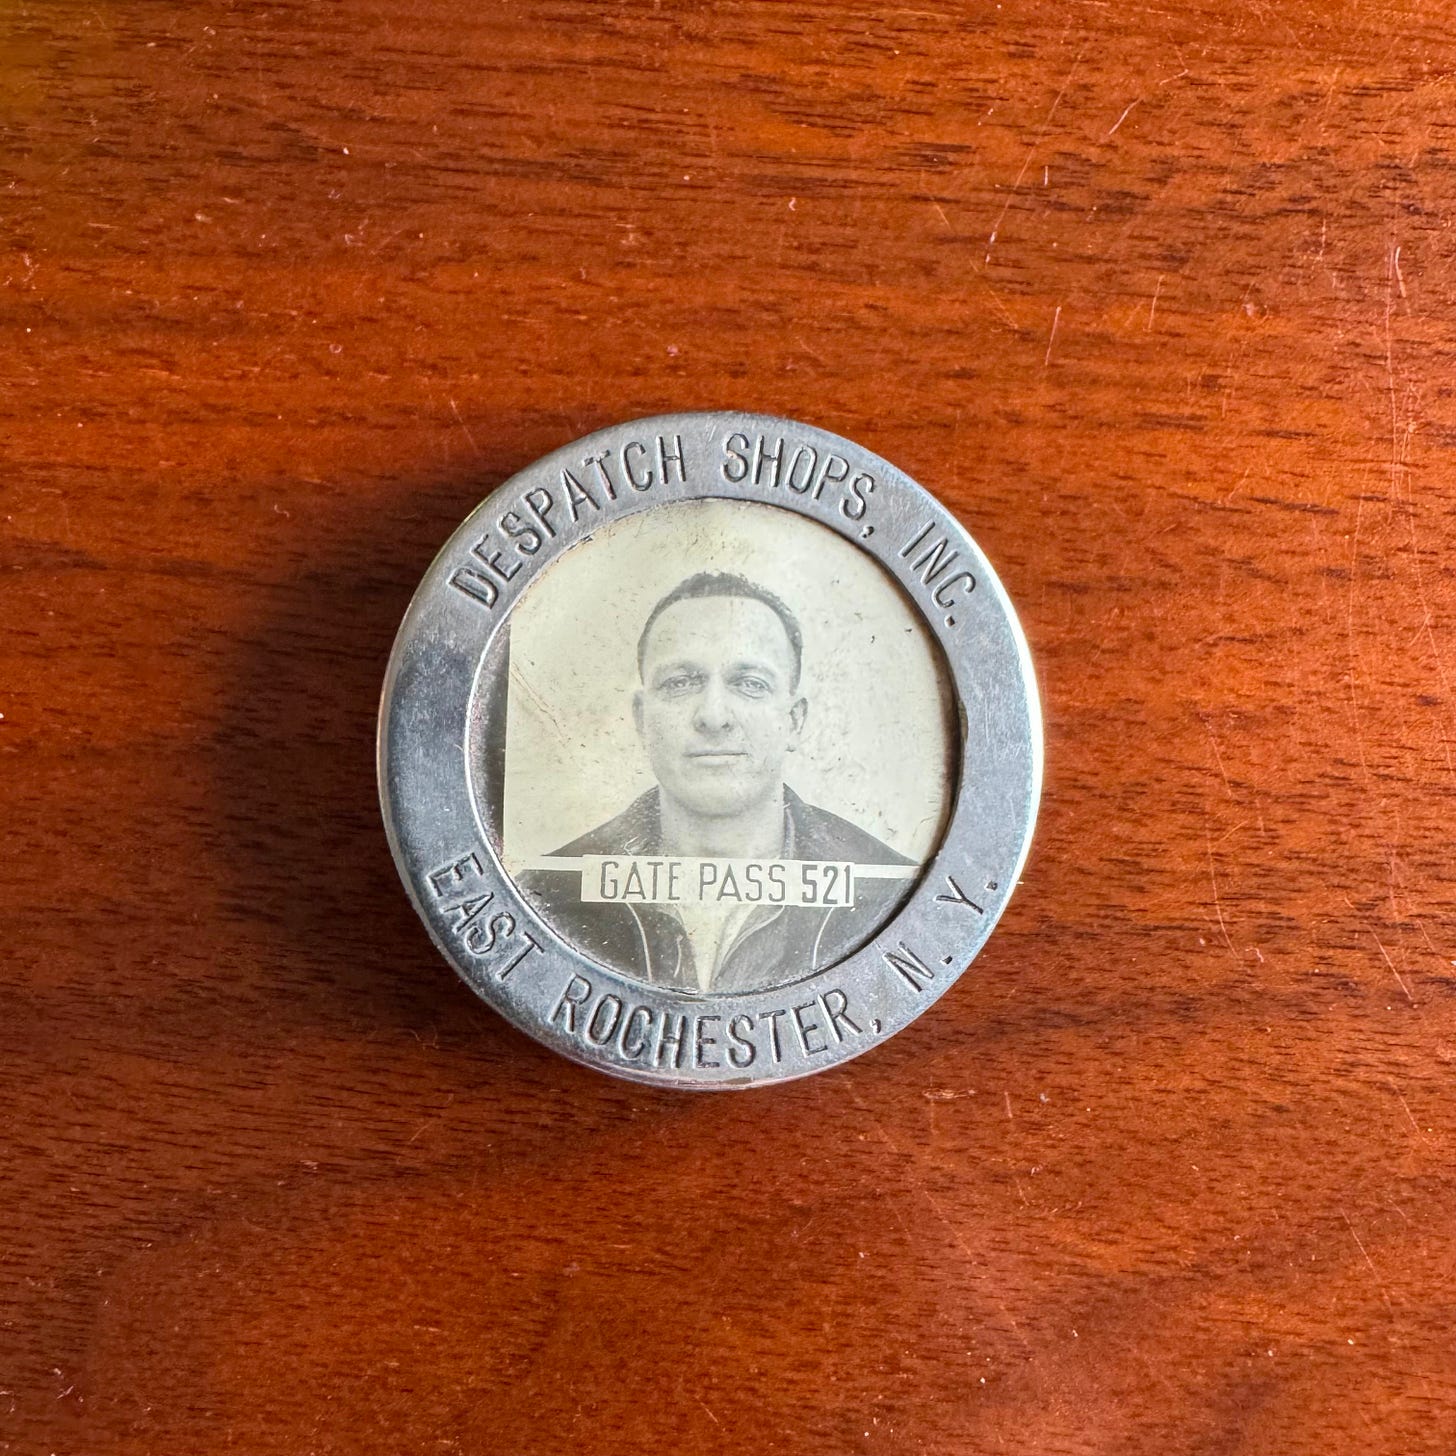 DESPATCH SHOPS, INC.
GATE PASS 521
EAST ROCHESTER, N.Y.